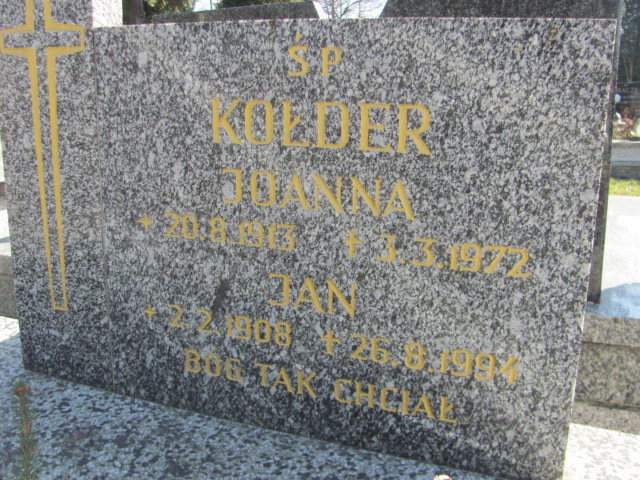 ŚP
KOŁDER
JOANNA
+ 20.8.1913 + 3.3.1972
JAN
+ 2.2.1908 + 26.8.1994
BÓG TAK CHCIAŁ